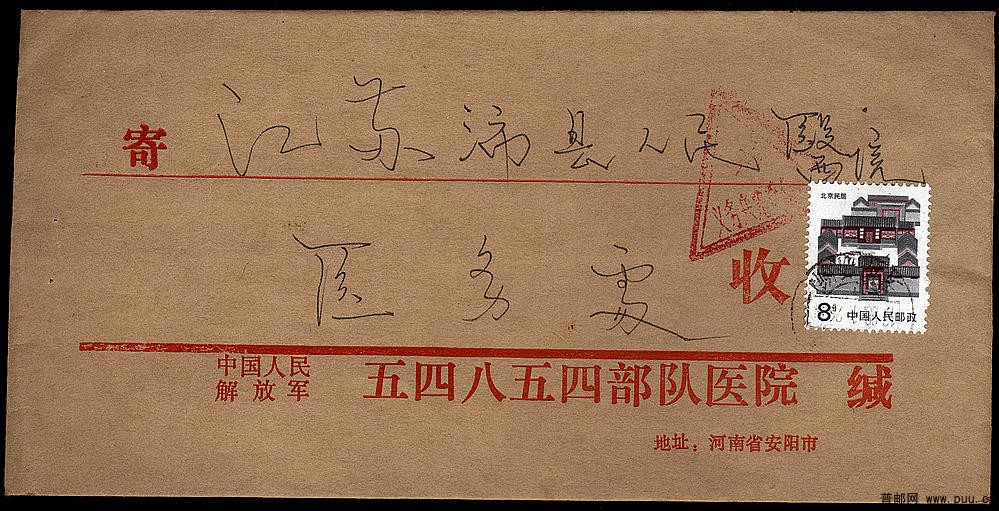 寄 江苏沛县人民醫院
医务处 收
北京民居
8分 中国人民邮政
中国人民
解放军
五四八五四部队医院 缄
地址：河南省安阳市
普邮网 www.puu.c